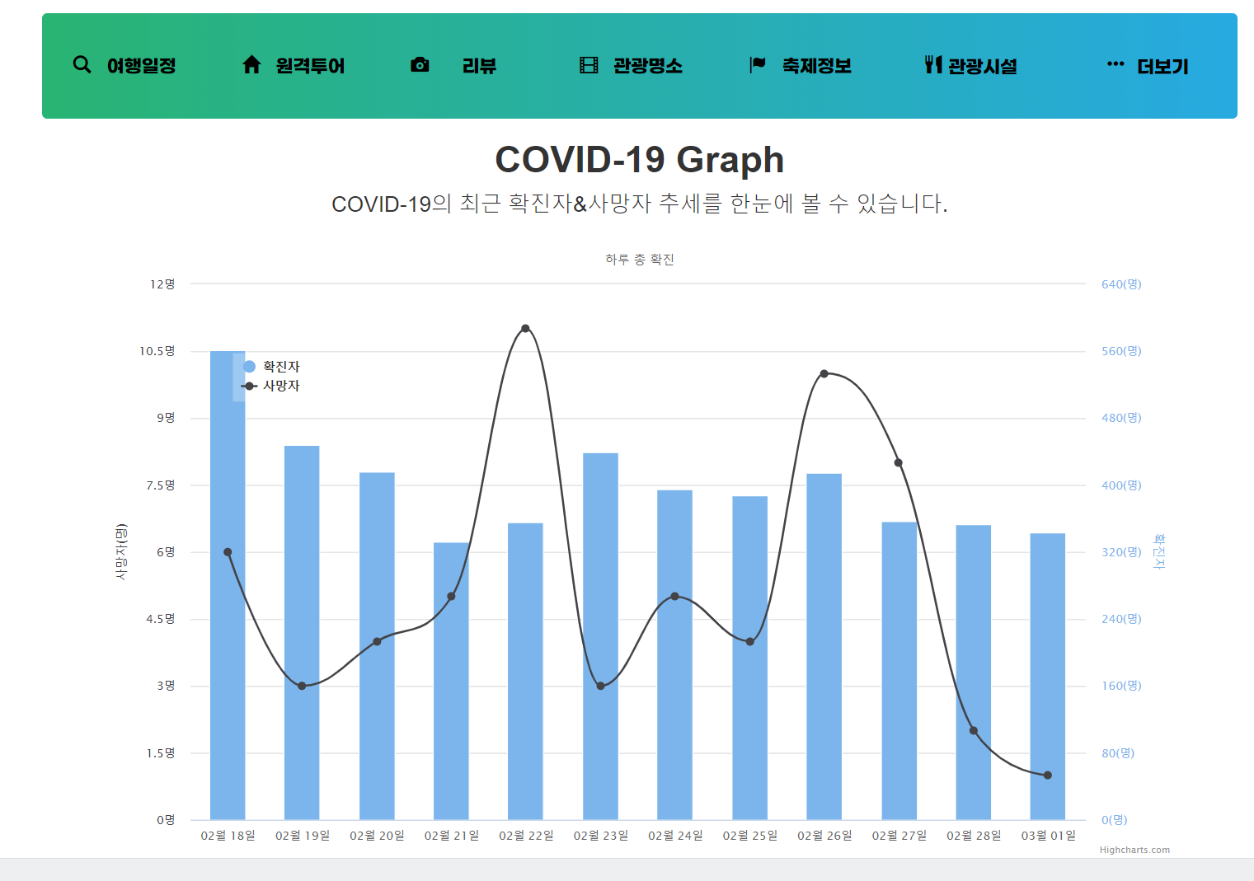 여행일정 원격투어 리뷰 관광명소 축제정보 관광시설 더보기
COVID-19 Graph
COVID-19의 최근 확진자&사망자 추세를 한눈에 볼 수 있습니다.
하루 총 확진
12명 640(명)
10.5명 560(명)
확진자
사망자
9명 480(명)
7.5명 400(명)
사망자(명)
6명 320(명)
확진자
4.5명 240(명)
3명 160(명)
1.5명 80(명)
0명 0(명)
02월 18일 02월 19일 02월 20일 02월 21일 02월 22일 02월 23일 02월 24일 02월 25일 02월 26일 02월 27일 02월 28일 03월 01일
Highcharts.com